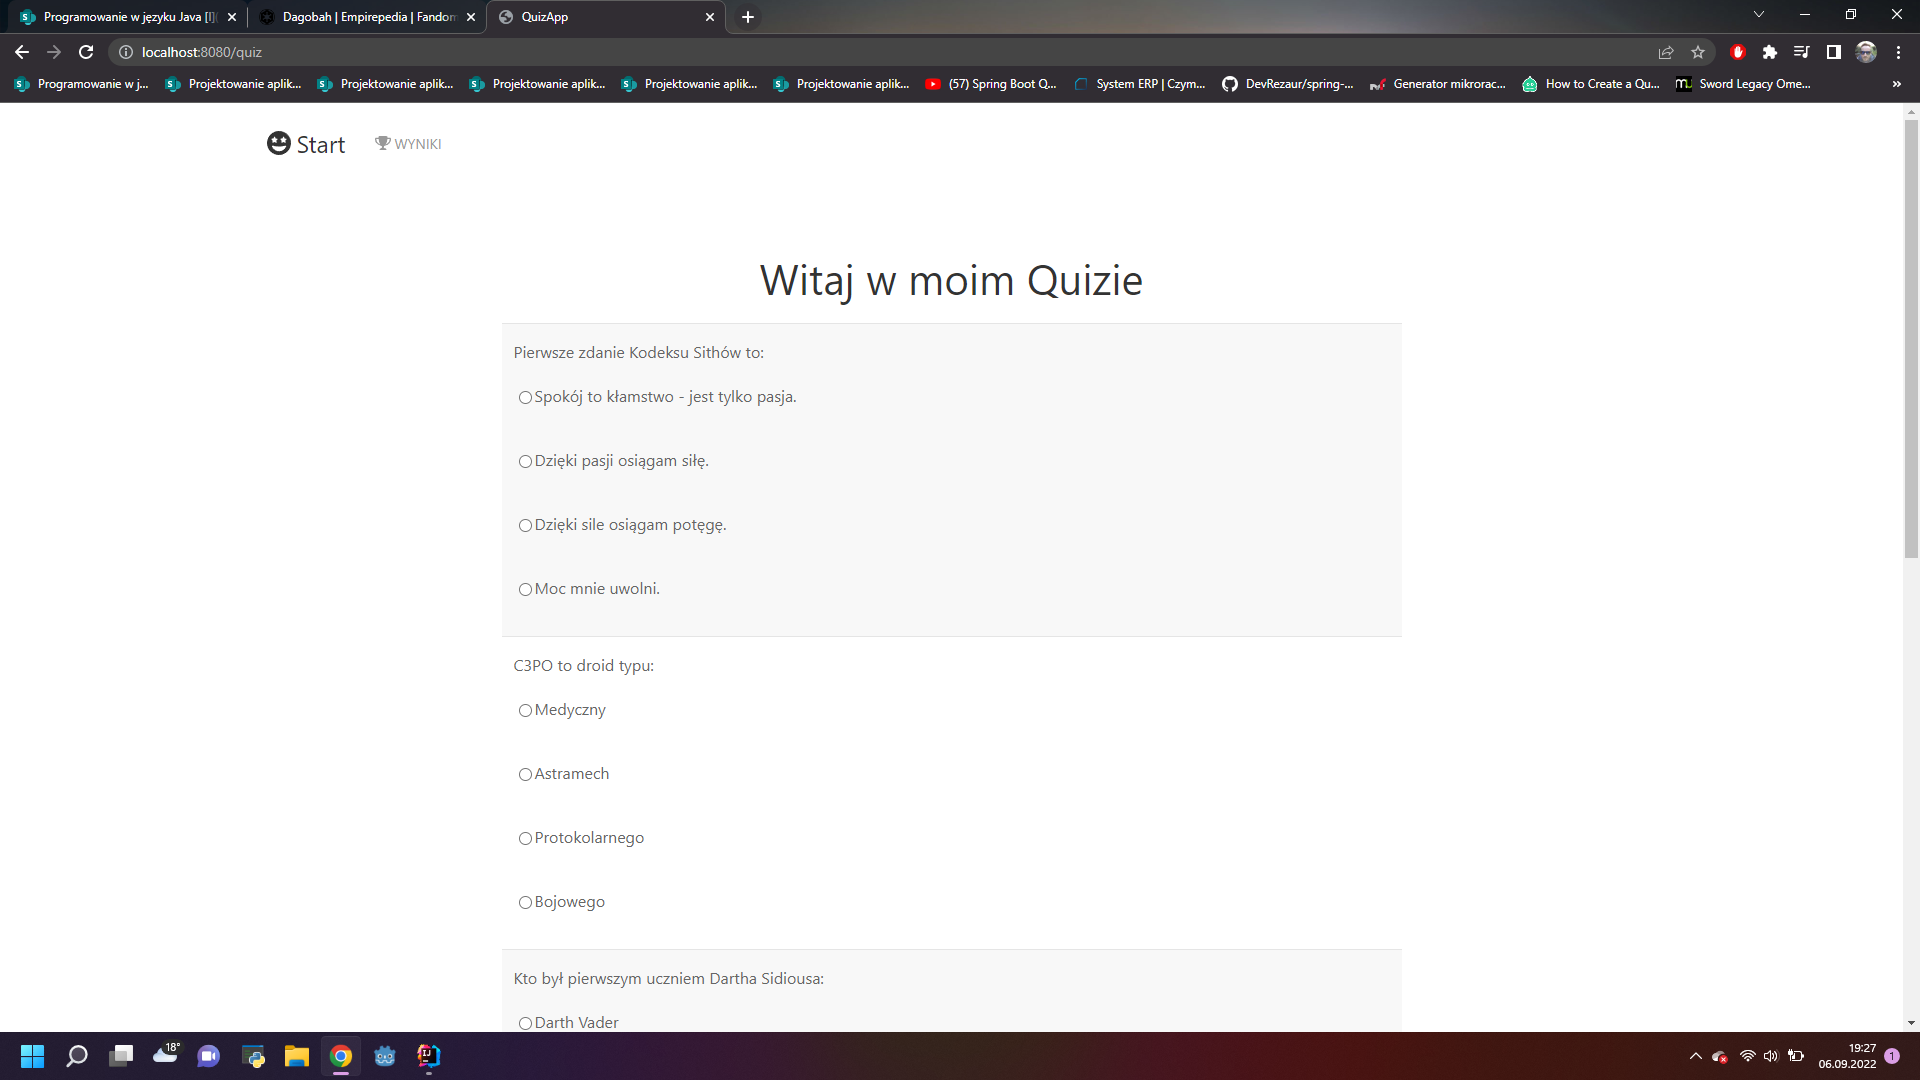 Programowanie w języku Java [I](
Dagobah | Empirepedia | Fandom
QuizApp
localhost:8080/quiz
Programowanie w j...
Projektowanie aplik...
Projektowanie aplik...
Projektowanie aplik...
Projektowanie aplik...
Projektowanie aplik...
(57) Spring Boot Q...
System ERP | Czym...
DevRezaur/spring-...
Generator mikrorac...
How to Create a Qu...
Sword Legacy Ome...
Start
WYNIKI
Witaj w moim Quizie
Pierwsze zdanie Kodeksu Sithów to:
Spokój to kłamstwo - jest tylko pasja.
Dzięki pasji osiągam siłę.
Dzięki sile osiągam potęgę.
Moc mnie uwolni.
C3PO to droid typu:
Medyczny
Astramech
Protokolarnego
Bojowego
Kto był pierwszym uczniem Dartha Sidiousa:
Darth Vader
18°
19:27
06.09.2022
1